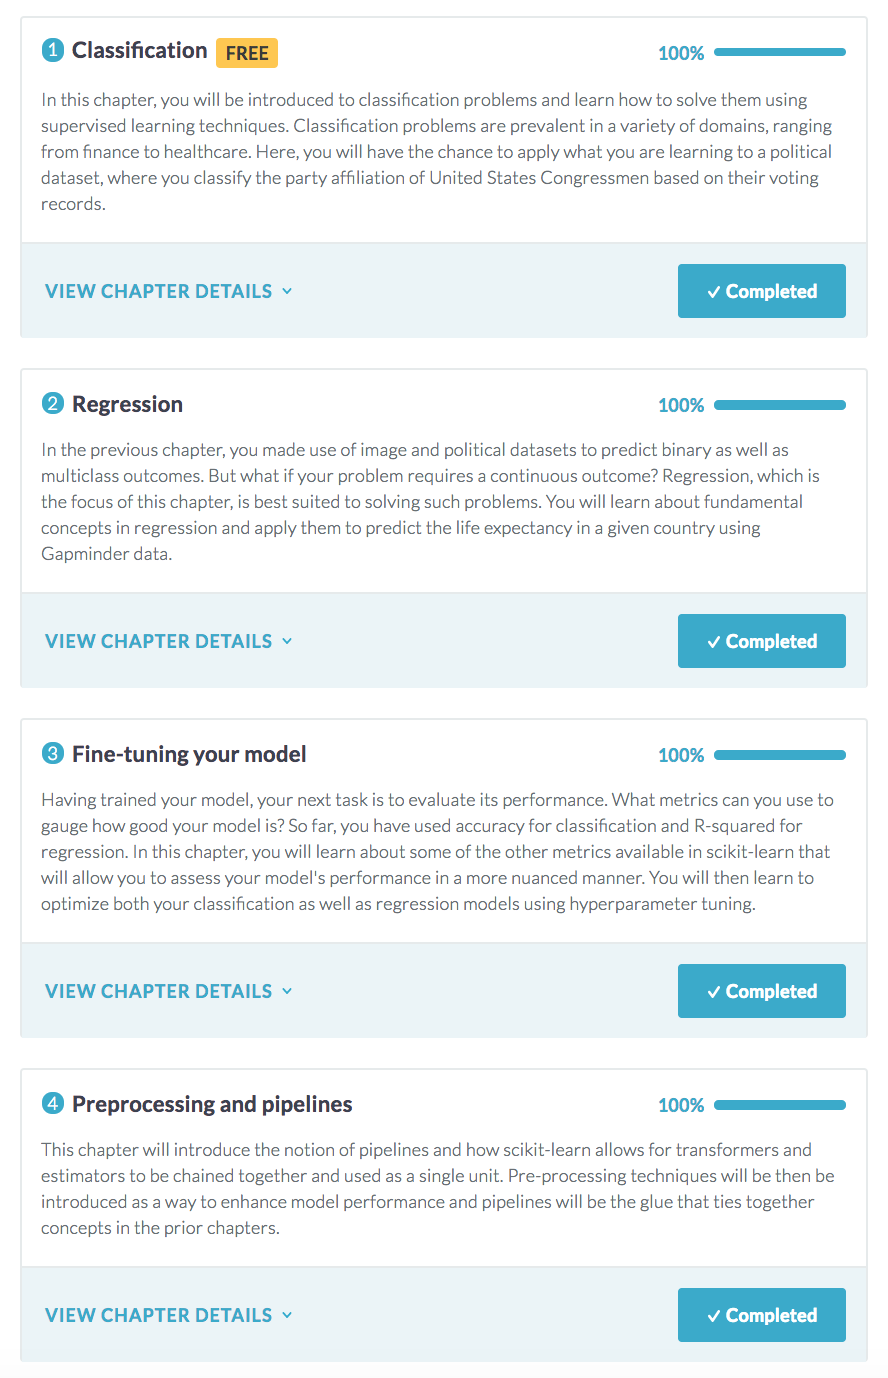 1 Classification FREE 100%
In this chapter, you will be introduced to classification problems and learn how to solve them using
supervised learning techniques. Classification problems are prevalent in a variety of domains, ranging
from finance to healthcare. Here, you will have the chance to apply what you are learning to a political
dataset, where you classify the party affiliation of United States Congressmen based on their voting
records.
VIEW CHAPTER DETAILS ✓ Completed
2 Regression 100%
In the previous chapter, you made use of image and political datasets to predict binary as well as
multiclass outcomes. But what if your problem requires a continuous outcome? Regression, which is
the focus of this chapter, is best suited to solving such problems. You will learn about fundamental
concepts in regression and apply them to predict the life expectancy in a given country using
Gapminder data.
VIEW CHAPTER DETAILS ✓ Completed
3 Fine-tuning your model 100%
Having trained your model, your next task is to evaluate its performance. What metrics can you use to
gauge how good your model is? So far, you have used accuracy for classification and R-squared for
regression. In this chapter, you will learn about some of the other metrics available in scikit-learn that
will allow you to assess your model's performance in a more nuanced manner. You will then learn to
optimize both your classification as well as regression models using hyperparameter tuning.
VIEW CHAPTER DETAILS ✓ Completed
4 Preprocessing and pipelines 100%
This chapter will introduce the notion of pipelines and how scikit-learn allows for transformers and
estimators to be chained together and used as a single unit. Pre-processing techniques will be then be
introduced as a way to enhance model performance and pipelines will be the glue that ties together
concepts in the prior chapters.
VIEW CHAPTER DETAILS ✓ Completed